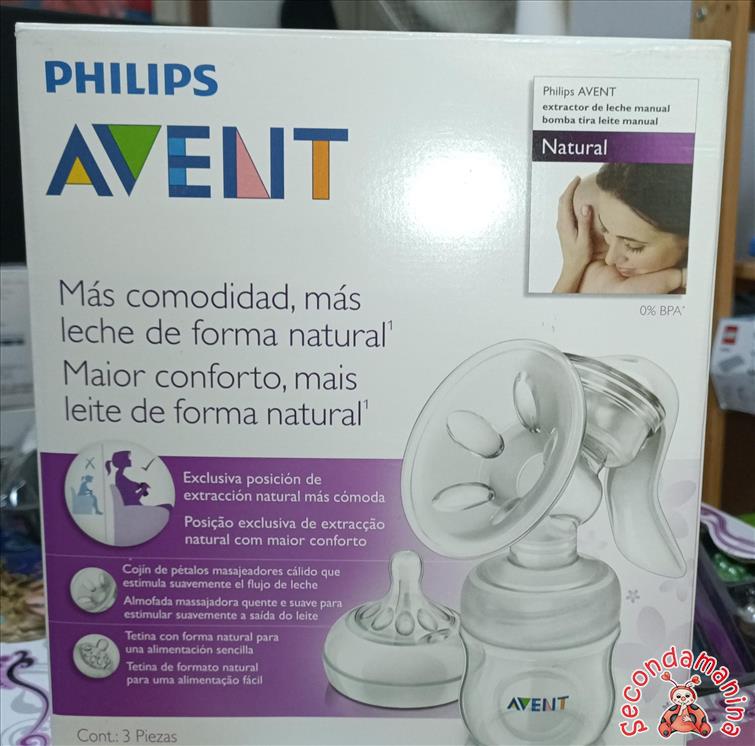 PHILIPS
AVENT
Philips AVENT
extractor de leche manual
bomba tira leite manual
Natural
0% BPA*
Más comodidad, más
leche de forma natural¹
Maior conforto, mais
leite de forma natural¹
Exclusiva posición de
extracción natural más cómoda
Posição exclusiva de extracção
natural com maior conforto
Cojín de pétalos masajeadores cálido que
estimula suavemente el flujo de leche
Almofada massajadora quente e suave para
estimular suavemente a saída do leite
Tetina con forma natural para
una alimentación sencilla
Tetina de formato natural
para uma alimentação fácil
AVENT
Cont.: 3 Piezas
Secondamanina